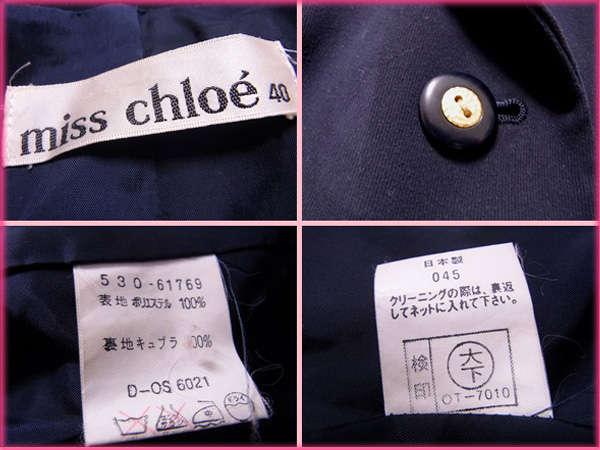 miss chloé 40
530-61769
表地 ポリエステル 100%
裏地 キュプラ 100%
D-OS 6021
日本製
045
クリーニングの際は、裏返
してネットに入れて下さい。
検印
大下
OT-7010